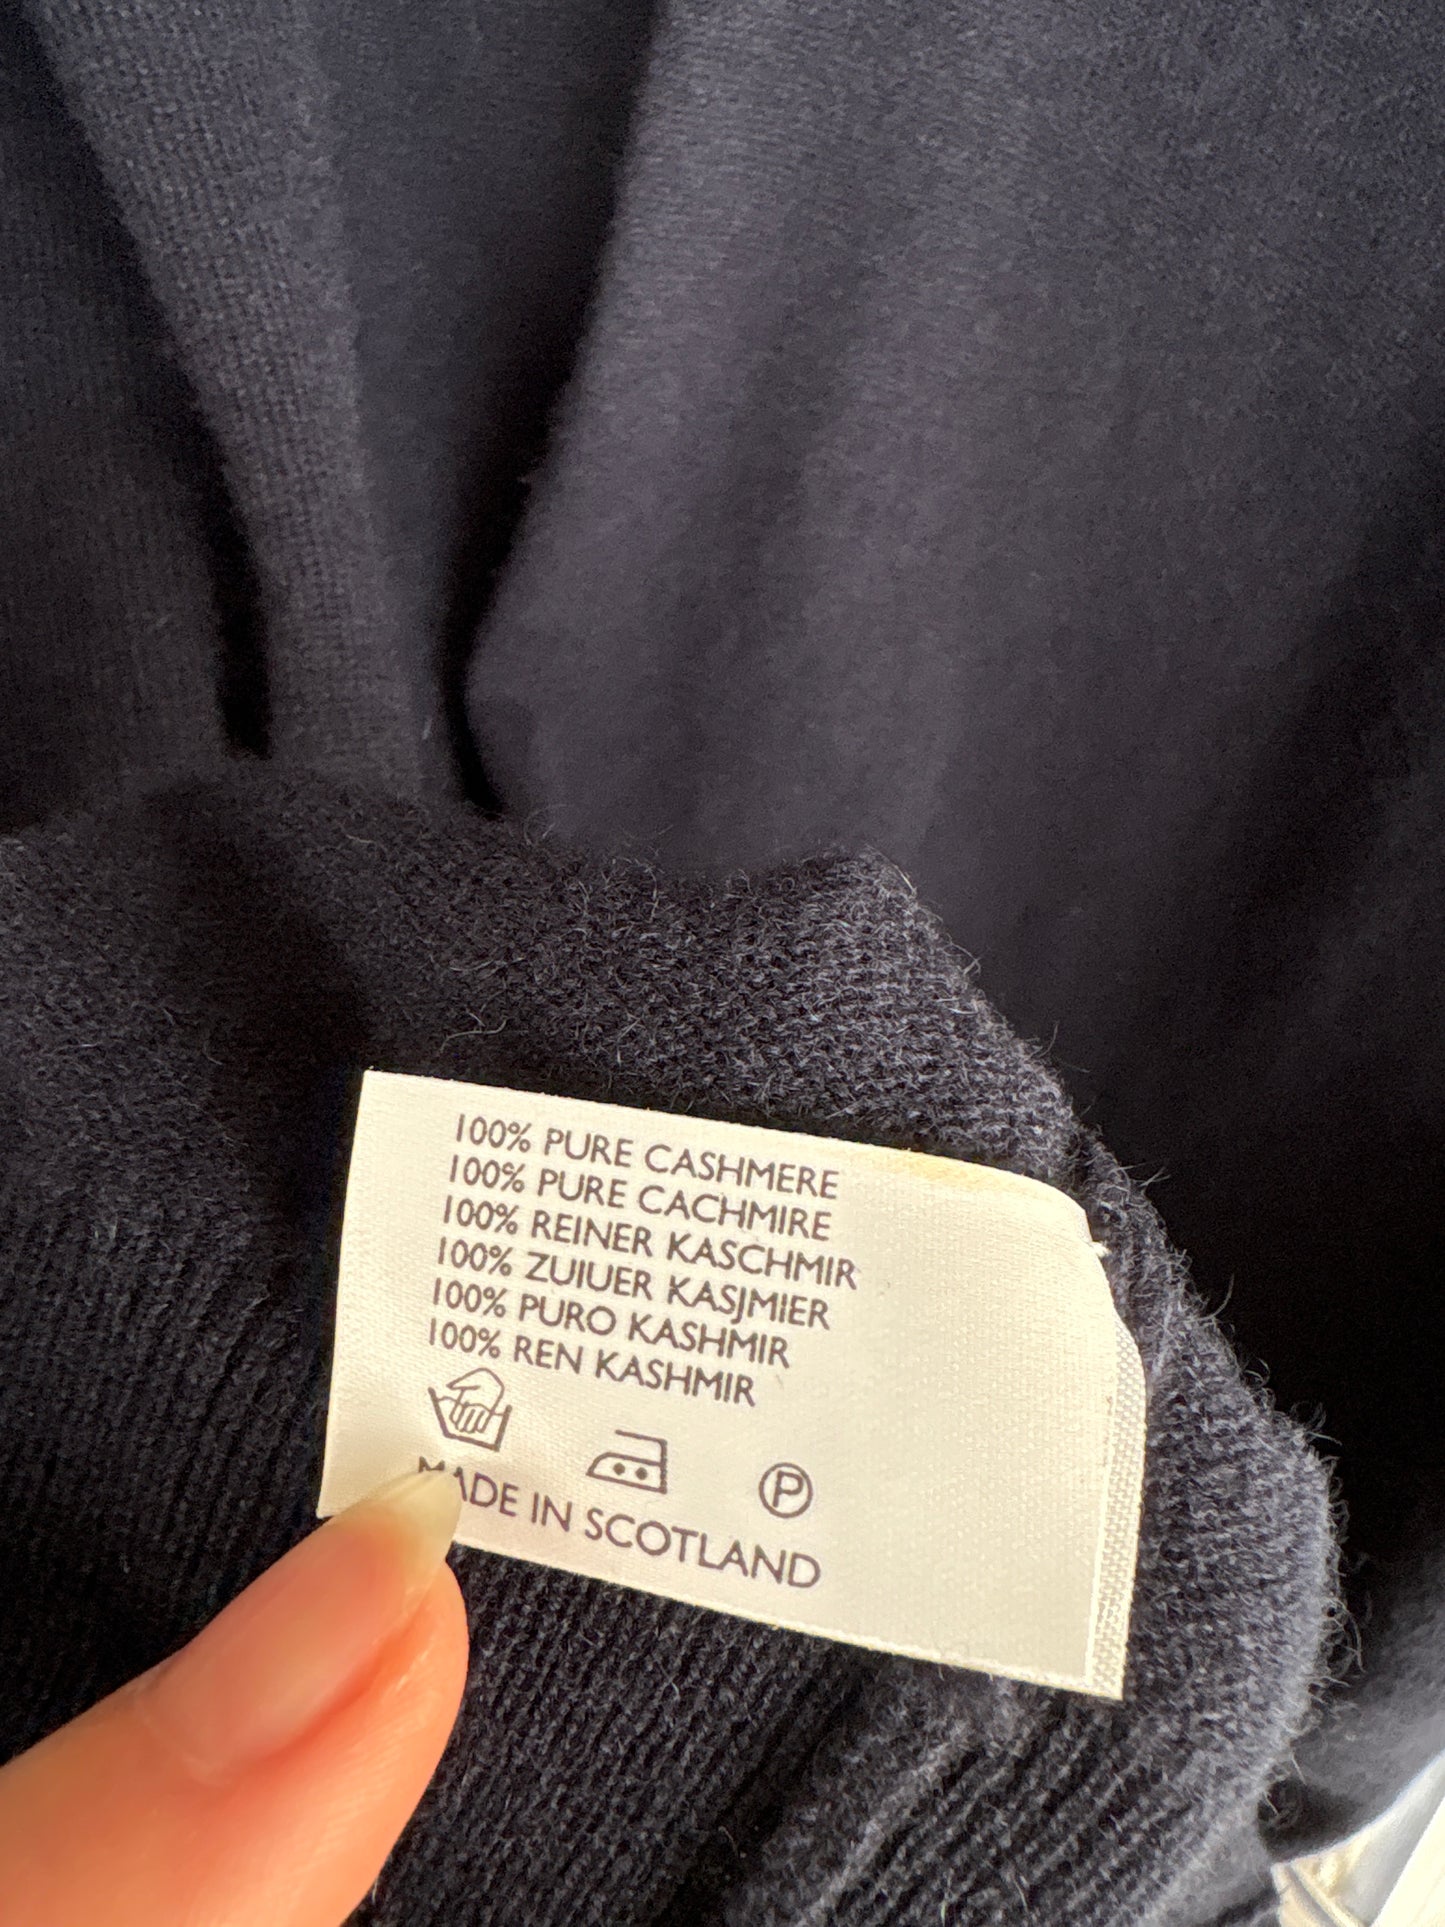 100% PURE CASHMERE
100% PURE CACHMIRE
100% REINER KASCHMIR
100% ZUIUER KASJMIER
100% PURO KASHMIR
100% REN KASHMIR
P
MADE IN SCOTLAND